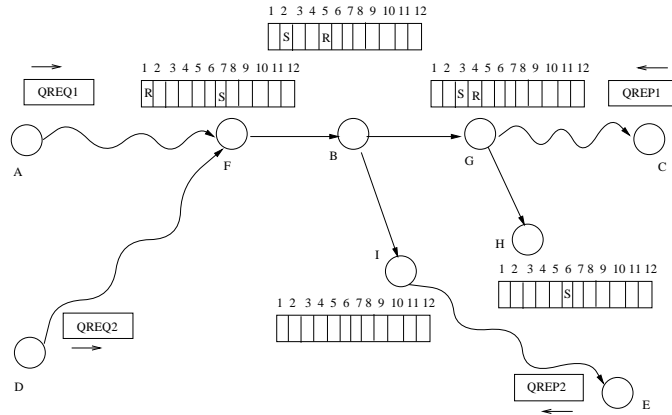 1 2 3 4 5 6 7 8 9 10 11 12
S R
1 2 3 4 5 6 7 8 9 10 11 12
R S
1 2 3 4 5 6 7 8 9 10 11 12
S R
QREQ1
QREP1
A
F
B
G
C
H
I
1 2 3 4 5 6 7 8 9 10 11 12
S
1 2 3 4 5 6 7 8 9 10 11 12
QREQ2
D
QREP2
E